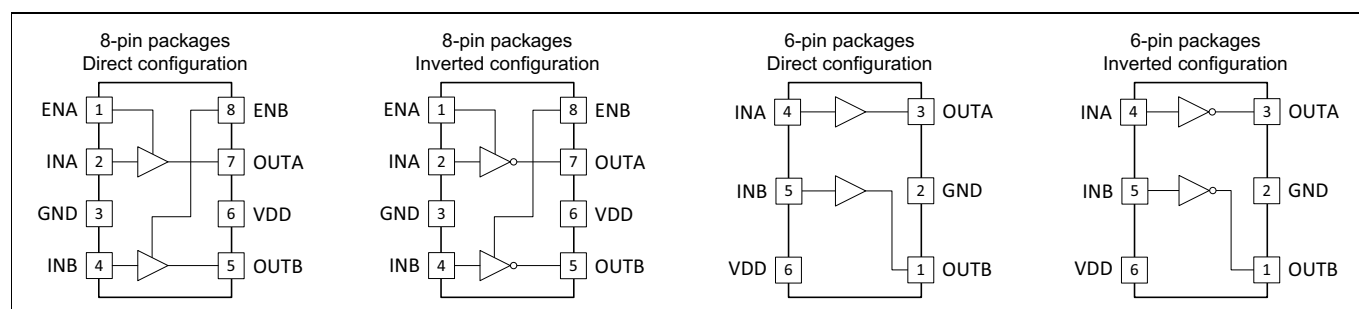 8-pin packages
Direct configuration
ENA 1 8 ENB
INA 2 7 OUTA
GND 3 6 VDD
INB 4 5 OUTB
8-pin packages
Inverted configuration
ENA 1 8 ENB
INA 2 7 OUTA
GND 3 6 VDD
INB 4 5 OUTB
6-pin packages
Direct configuration
INA 4 3 OUTA
INB 5 2 GND
VDD 6 1 OUTB
6-pin packages
Inverted configuration
INA 4 3 OUTA
INB 5 2 GND
VDD 6 1 OUTB